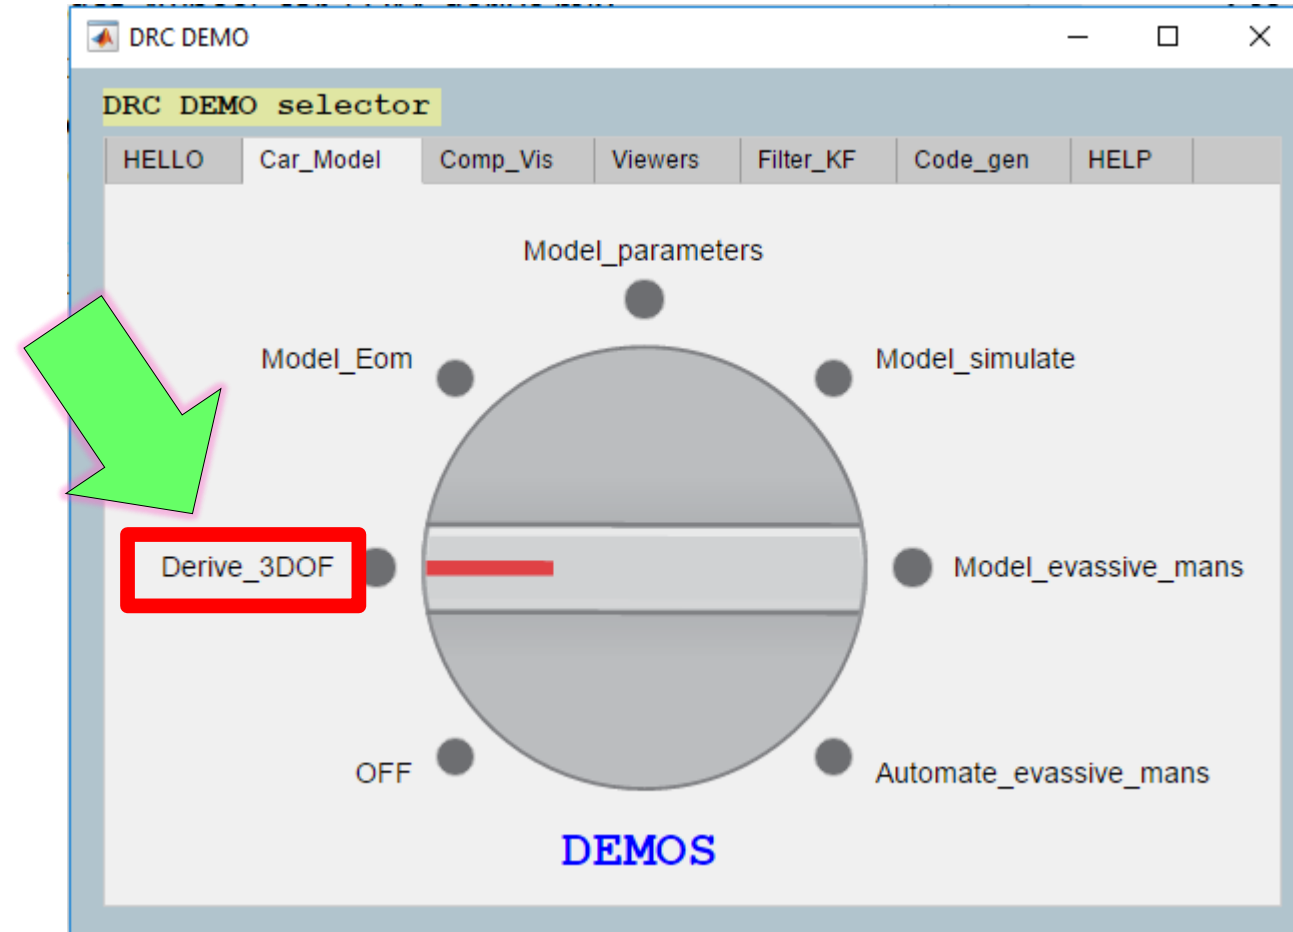 DRC DEMO
DRC DEMO selector
HELLO Car_Model Comp_Vis Viewers Filter_KF Code_gen HELP
Model_parameters
Model_Eom Model_simulate
Derive_3DOF Model_evassive_mans
OFF Automate_evassive_mans
DEMOS